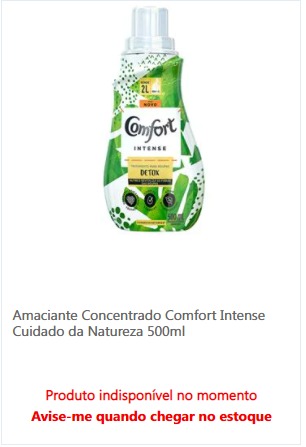 2L
NOVO
Comfort
INTENSE
DETOX
Amaciante Concentrado Comfort Intense
Cuidado da Natureza 500ml
Produto indisponível no momento
Avise-me quando chegar no estoque